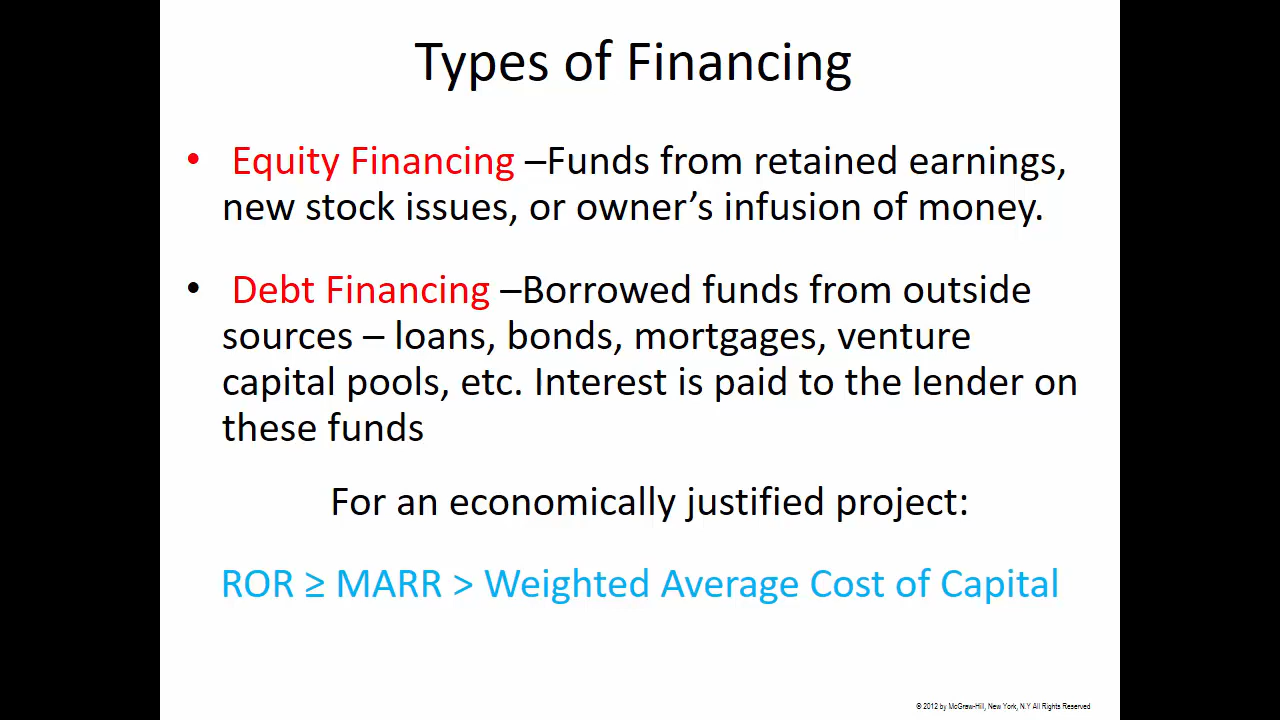 Types of Financing
• Equity Financing –Funds from retained earnings,
new stock issues, or owner’s infusion of money.
• Debt Financing –Borrowed funds from outside
sources – loans, bonds, mortgages, venture
capital pools, etc. Interest is paid to the lender on
these funds
For an economically justified project:
ROR ≥ MARR > Weighted Average Cost of Capital
© 2012 by McGraw-Hill, New York, N.Y All Rights Reserved